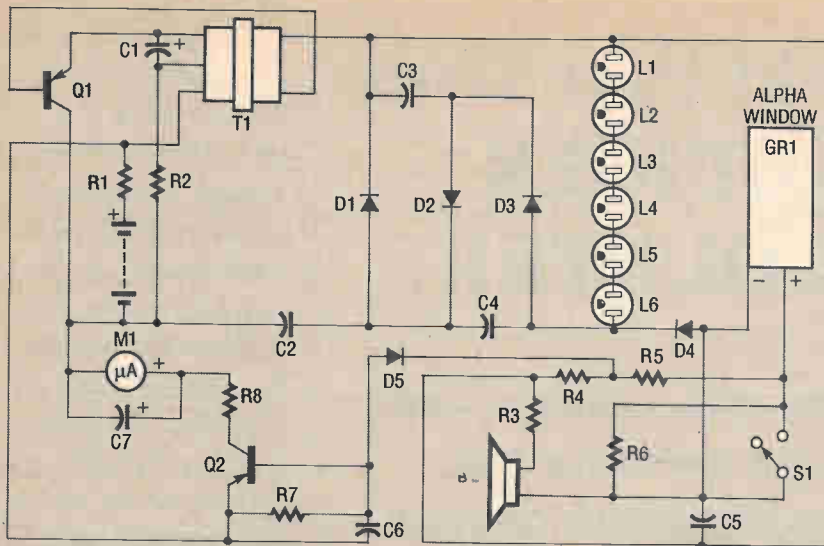 C1
+
Q1
T1
C3
L1
L2
L3
L4
L5
L6
ALPHA
WINDOW
GR1
R1
R2
+
D1
D2
D3
- +
C2
C4
D4
M1
μA
+
D5
R5
R4
R8
R3
C7
+
R6
S1
Q2
R7
C6
C5